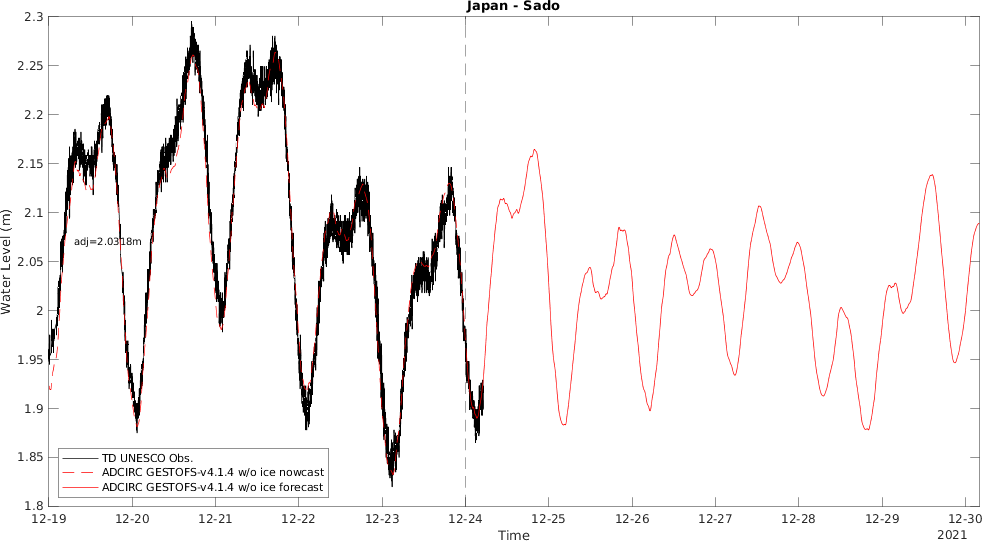 Japan - Sado
2.3
2.25
2.2
2.15
2.1
2.05
2
1.95
1.9
1.85
1.8
Water Level (m)
adj=2.0318m
TD UNESCO Obs.
ADCIRC GESTOFS-v4.1.4 w/o ice nowcast
ADCIRC GESTOFS-v4.1.4 w/o ice forecast
12-19 12-20 12-21 12-22 12-23 12-24 12-25 12-26 12-27 12-28 12-29 12-30
Time
2021